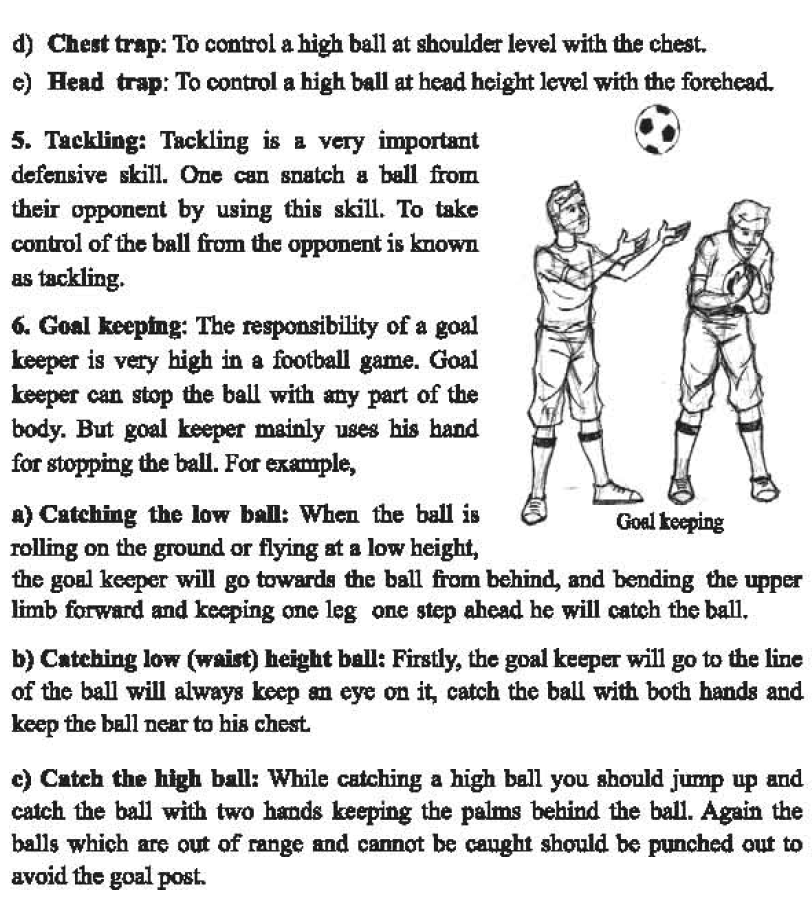 d) Chest trap: To control a high ball at shoulder level with the chest.
e) Head trap: To control a high ball at head height level with the forehead.
5. Tackling: Tackling is a very important
defensive skill. One can snatch a ball from
their opponent by using this skill. To take
control of the ball from the opponent is known
as tackling.
6. Goal keeping: The responsibility of a goal
keeper is very high in a football game. Goal
keeper can stop the ball with any part of the
body. But goal keeper mainly uses his hand
for stopping the ball. For example,
Goal keeping
a) Catching the low ball: When the ball is
rolling on the ground or flying at a low height,
the goal keeper will go towards the ball from behind, and bending the upper
limb forward and keeping one leg one step ahead he will catch the ball.
b) Catching low (waist) height ball: Firstly, the goal keeper will go to the line
of the ball will always keep an eye on it, catch the ball with both hands and
keep the ball near to his chest.
c) Catch the high ball: While catching a high ball you should jump up and
catch the ball with two hands keeping the palms behind the ball. Again the
balls which are out of range and cannot be caught should be punched out to
avoid the goal post.